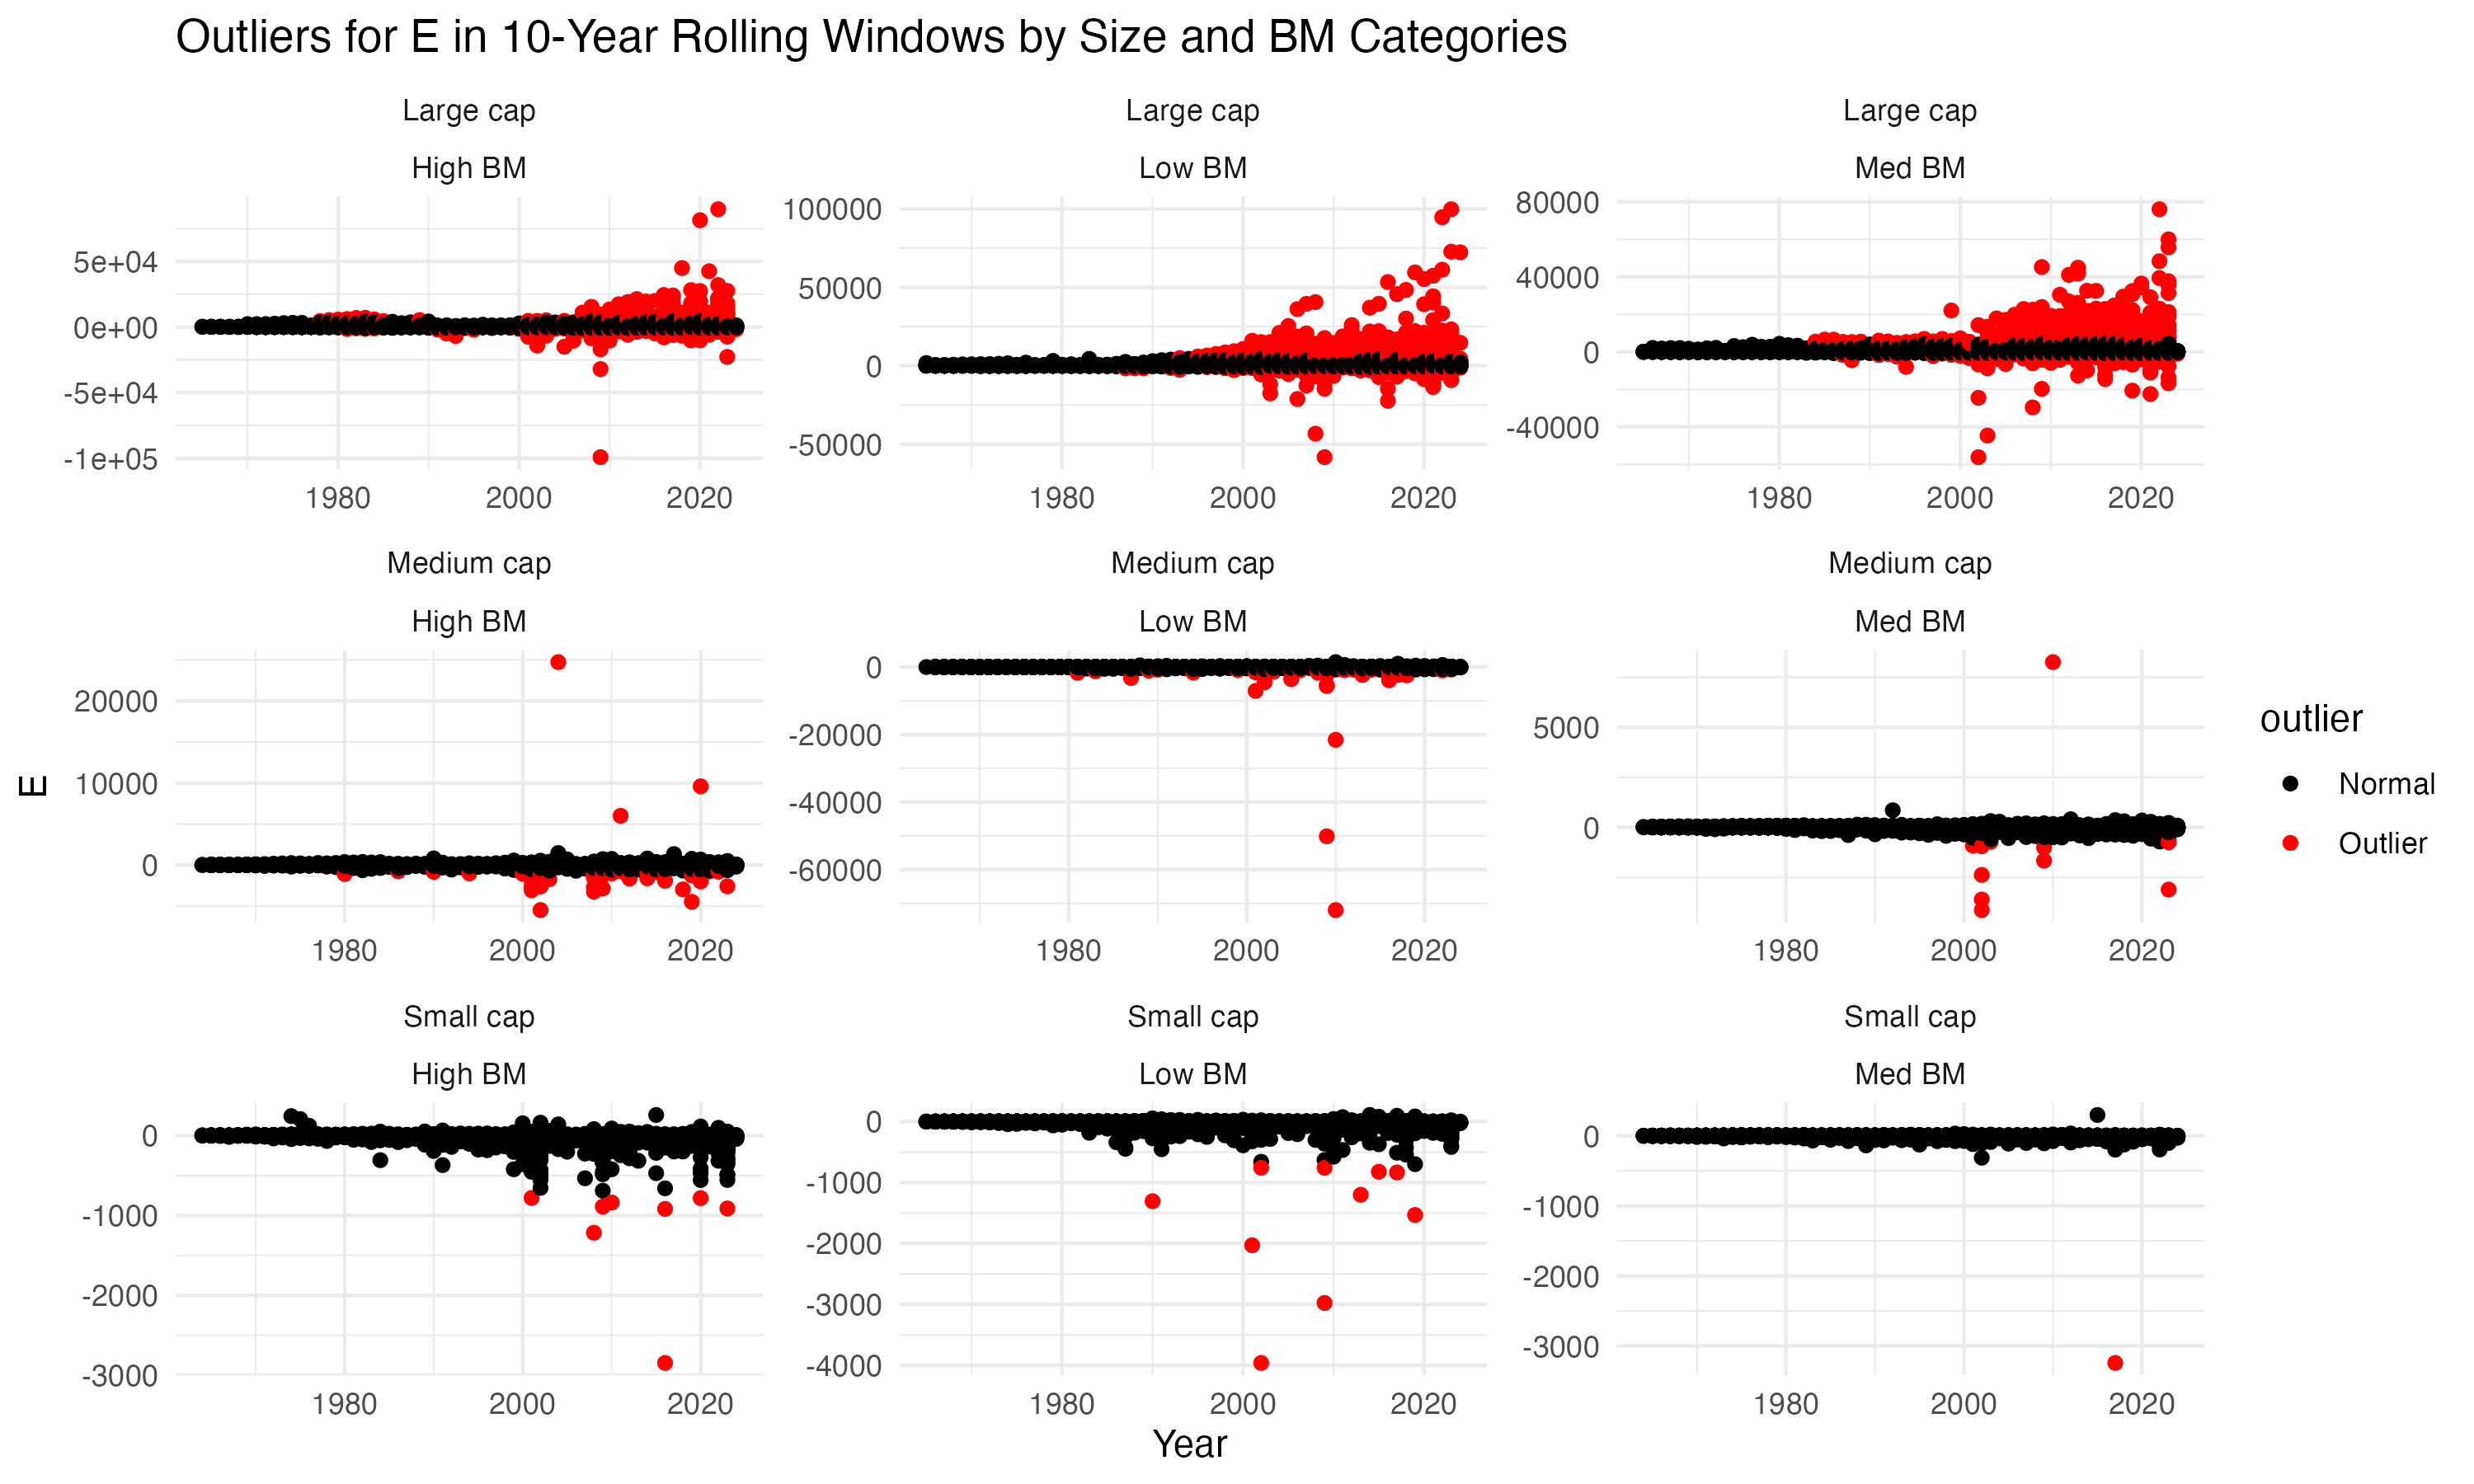 Outliers for E in 10-Year Rolling Windows by Size and BM Categories
Large cap
High BM
5e+04
0e+00
-5e+04
-1e+05
1980 2000 2020
Large cap
Low BM
100000
50000
0
-50000
1980 2000 2020
Large cap
Med BM
80000
40000
0
-40000
1980 2000 2020
E
Medium cap
High BM
20000
10000
0
1980 2000 2020
Medium cap
Low BM
0
-20000
-40000
-60000
1980 2000 2020
Medium cap
Med BM
5000
0
1980 2000 2020
Small cap
High BM
0
-1000
-2000
-3000
1980 2000 2020
Small cap
Low BM
0
-1000
-2000
-3000
-4000
1980 2000 2020
Small cap
Med BM
0
-1000
-2000
-3000
1980 2000 2020
Year
outlier
Normal
Outlier